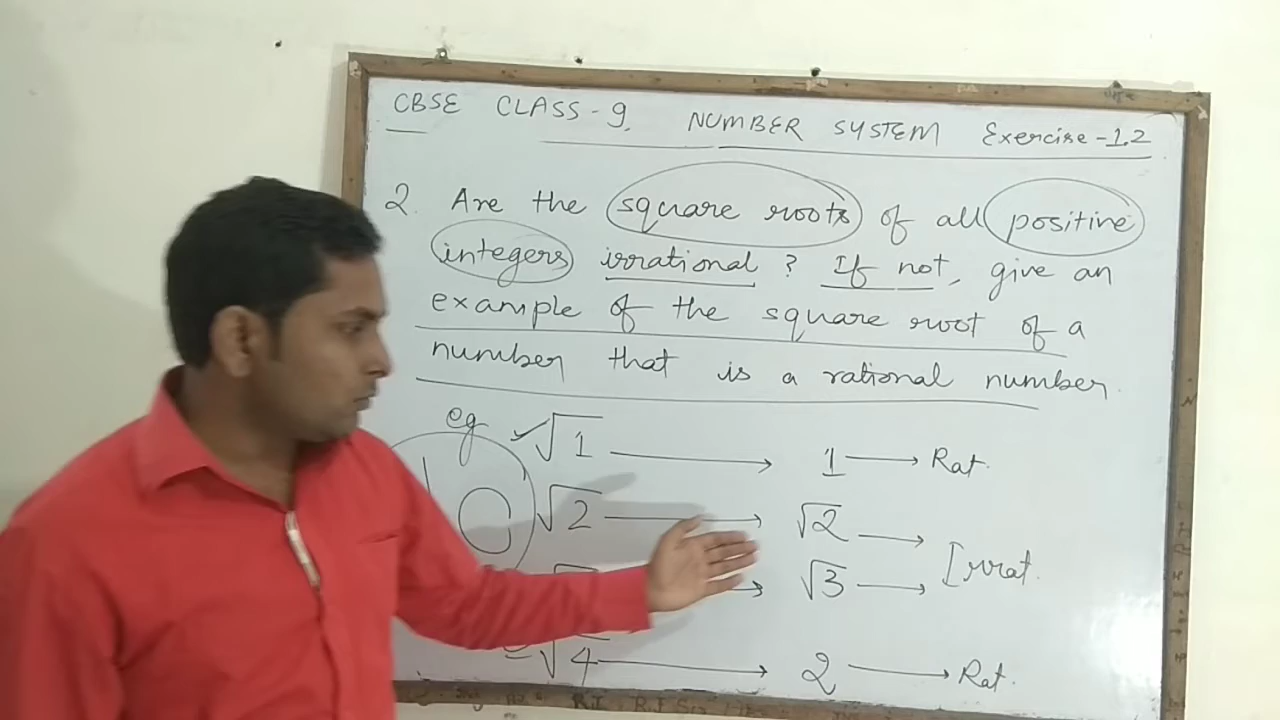 CBSE CLASS-9. NUMBER SYSTEM Exercise-1.2
2. Are the square roots of all positive
integers irrational ? If not, give an
example of the square root of a
number that is a rational number.
eg √1 → 1 → Rat.
√2 → √2 →
Irrat.
√3 →
√4 → 2 → Rat.